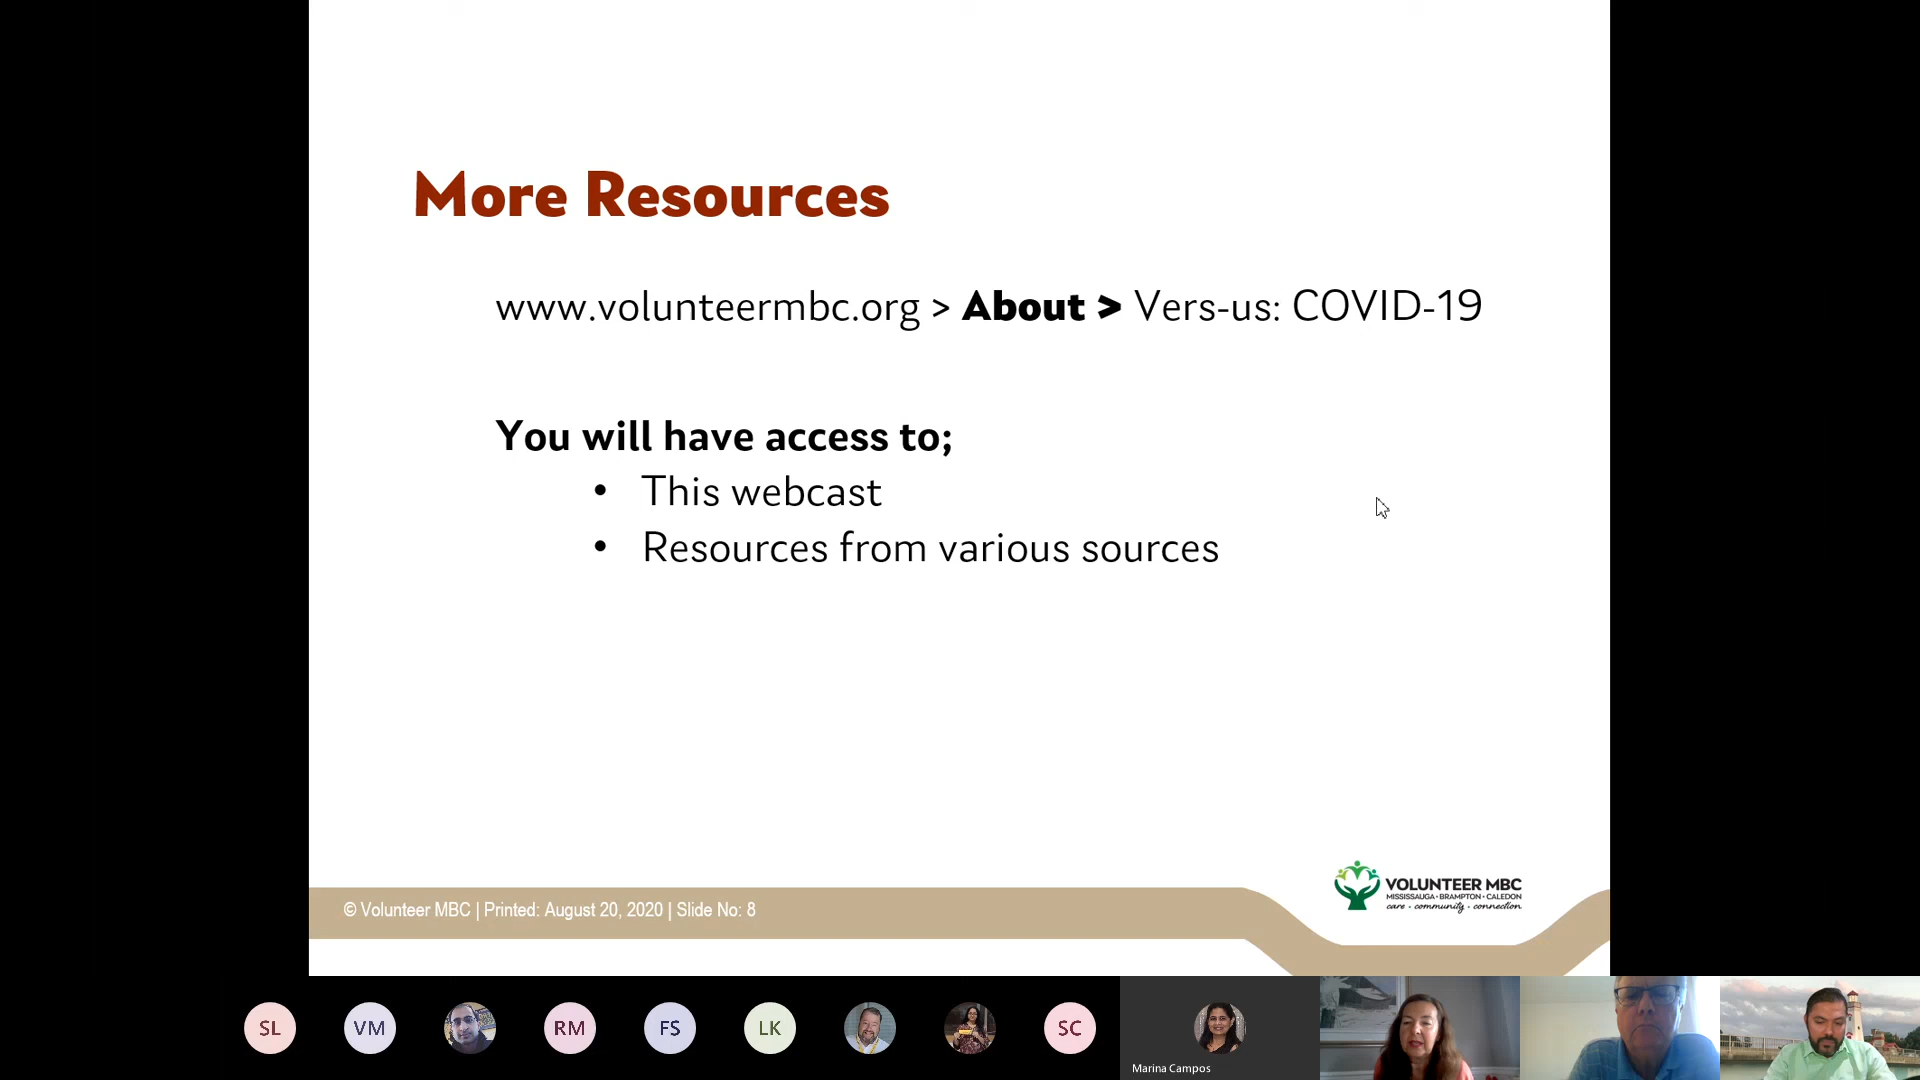 More Resources
www.volunteermbc.org > About > Vers-us: COVID-19
You will have access to;
• This webcast
• Resources from various sources
© Volunteer MBC | Printed: August 20, 2020 | Slide No: 8
VOLUNTEER MBC
MISSISSAUGA • BRAMPTON • CALEDON
care • community • connection
SL VM RM FS LK SC
Marina Campos